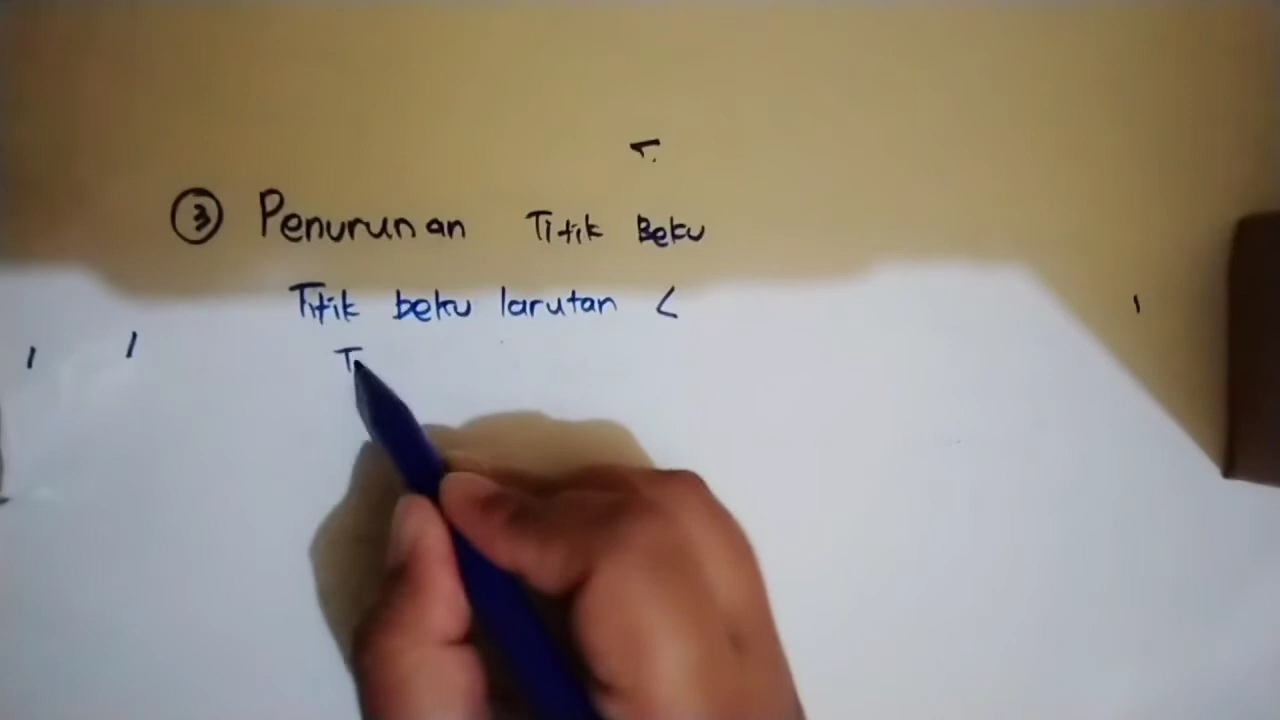 ③ Penurunan Titik Beku
Titik beku larutan <
T